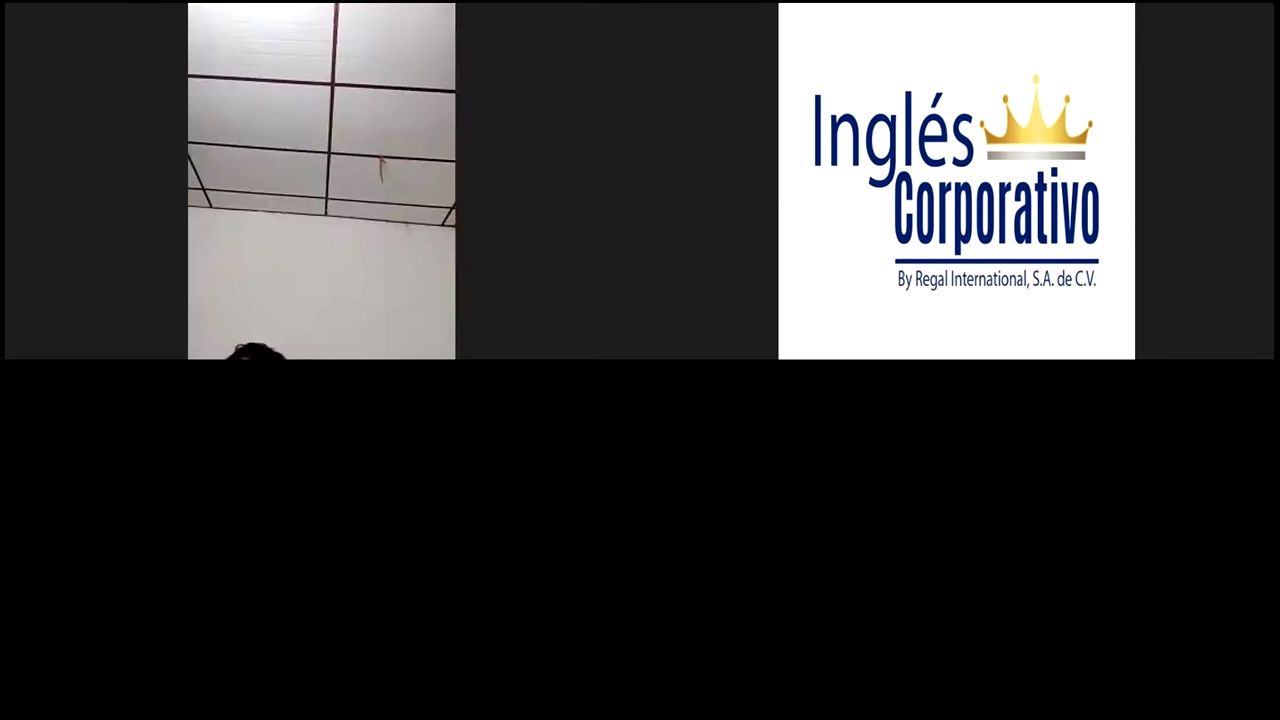 Inglés
Corporativo
By Regal International, S.A. de C.V.